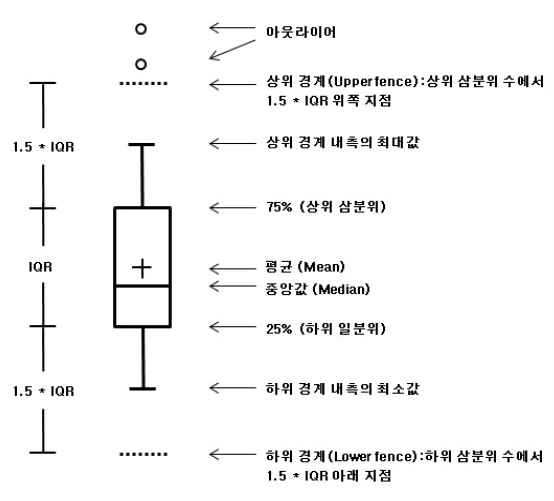 아웃라이어
상위 경계(Upperfence):상위 삼분위 수에서
1.5 * IQR 위쪽 지점
1.5 * IQR
상위 경계 내측의 최대값
75% (상위 삼분위)
IQR
평균 (Mean)
중앙값 (Median)
25% (하위 일분위)
1.5 * IQR
하위 경계 내측의 최소값
하위 경계(Lower fence):하위 삼분위 수에서
1.5 * IQR 아래 지점